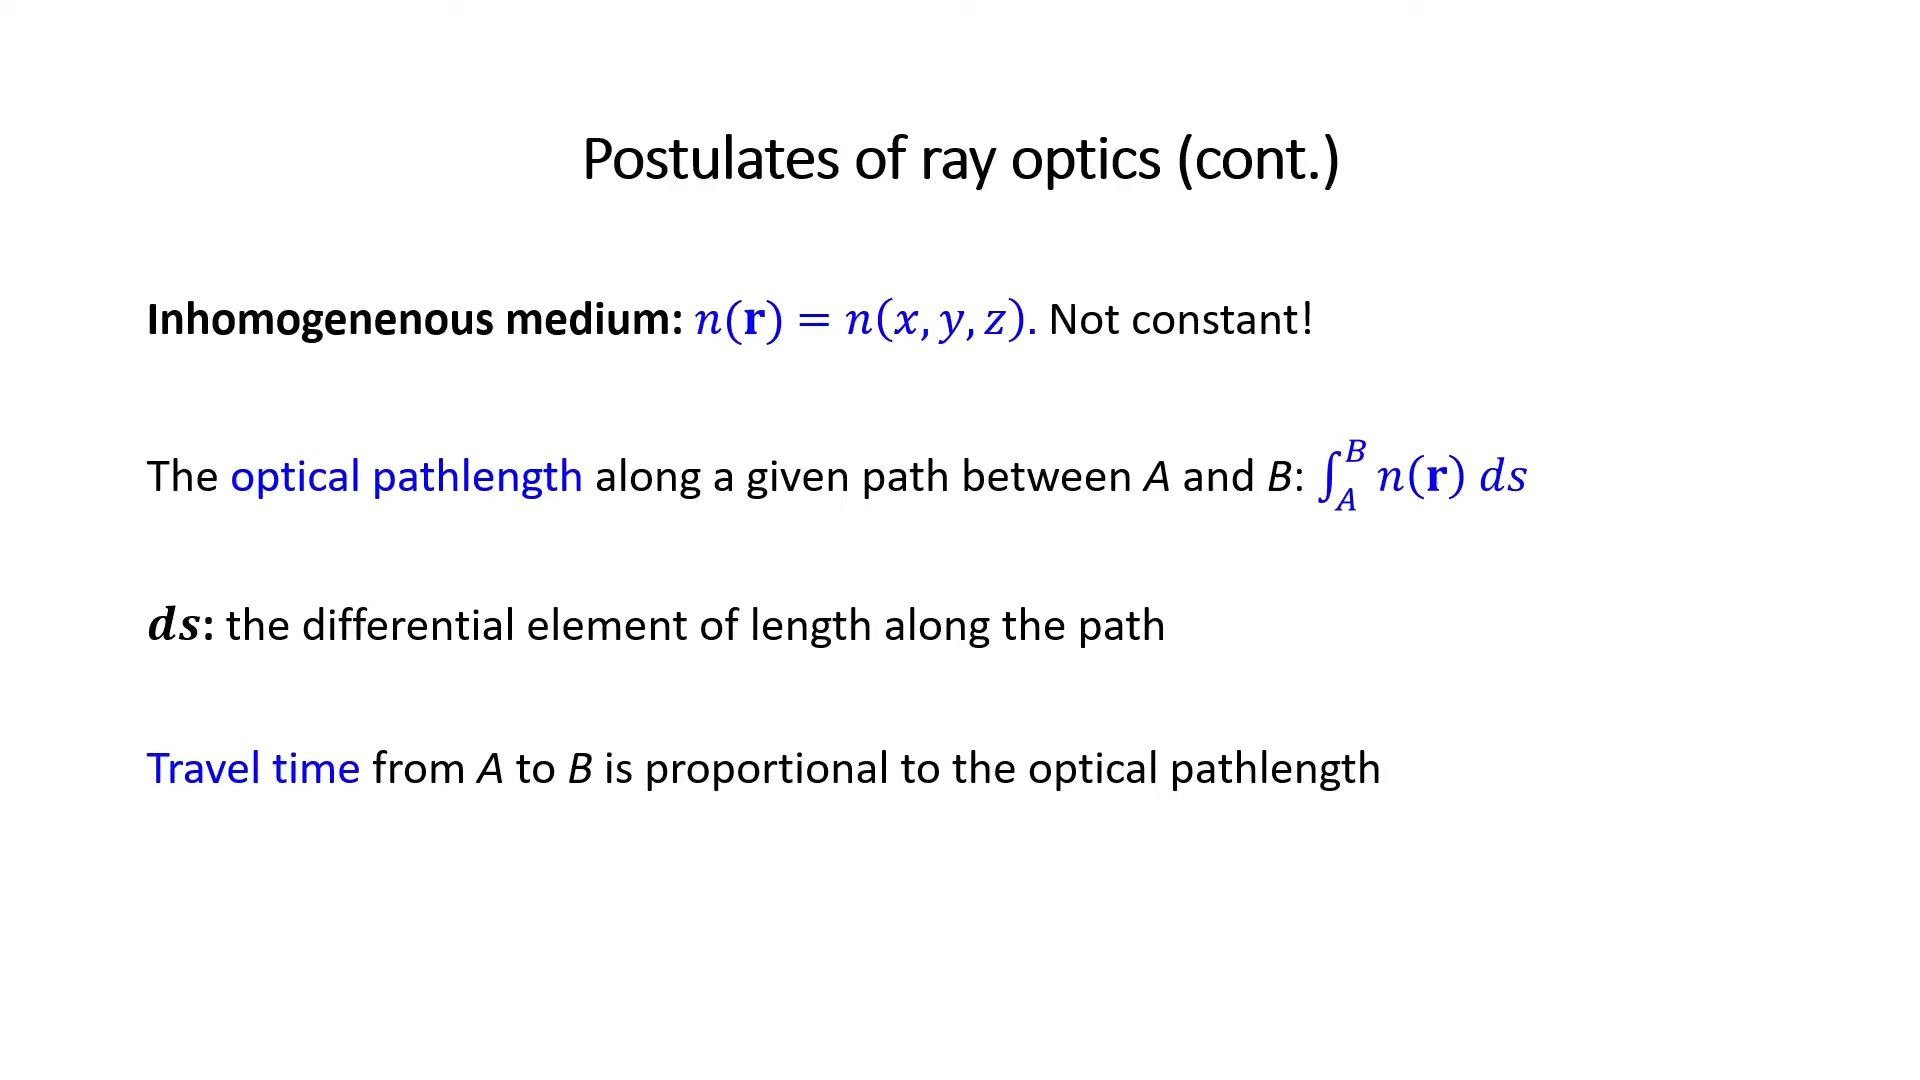 Postulates of ray optics (cont.)
Inhomogenenous medium: n(r) = n(x, y, z). Not constant!
The optical pathlength along a given path between A and B: ∫_A^B n(r) ds
ds: the differential element of length along the path
Travel time from A to B is proportional to the optical pathlength